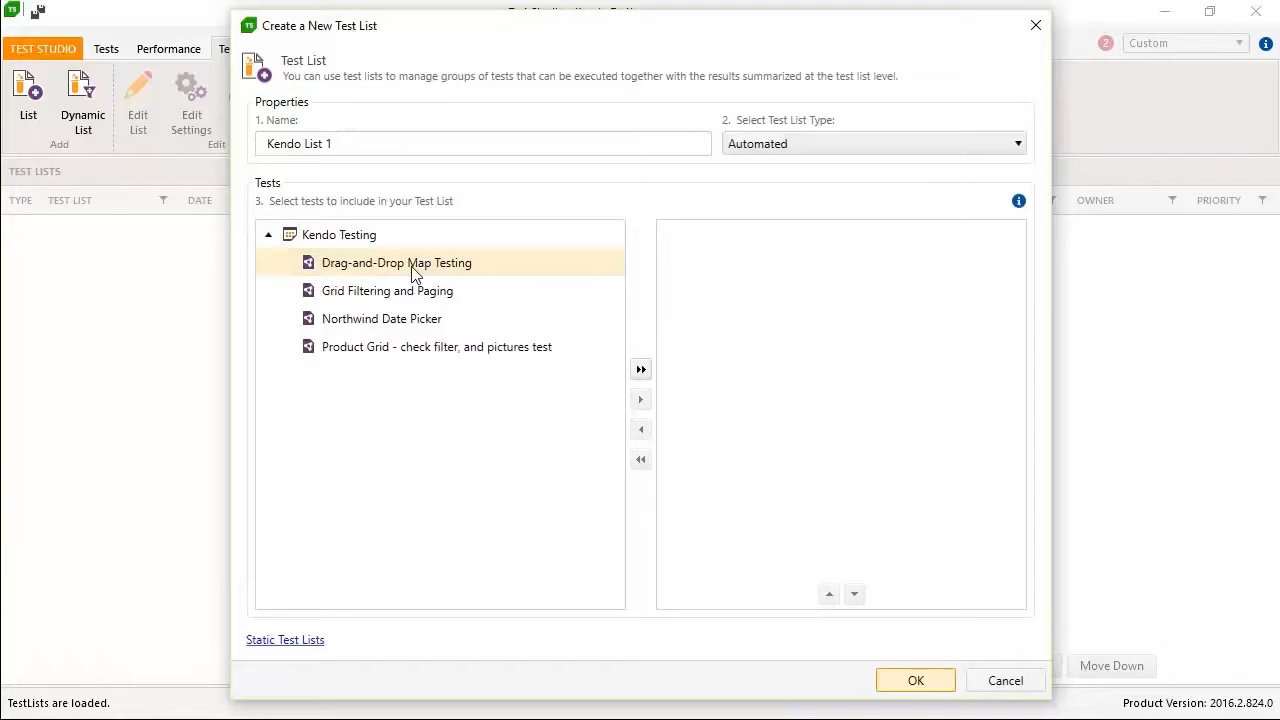 TS
TS Create a New Test List
TEST STUDIO Tests Performance Te
2 Custom
Test List
You can use test lists to manage groups of tests that can be executed together with the results summarized at the test list level.
List
Dynamic List
Edit List
Edit Settings
Add
Edit
Properties
1. Name:
2. Select Test List Type:
Kendo List 1
Automated
TEST LISTS
Tests
TYPE TEST LIST DATE
3. Select tests to include in your Test List
OWNER PRIORITY
Kendo Testing
Drag-and-Drop Map Testing
Grid Filtering and Paging
Northwind Date Picker
Product Grid - check filter, and pictures test
Static Test Lists
Move Down
OK Cancel
TestLists are loaded.
Product Version: 2016.2.824.0